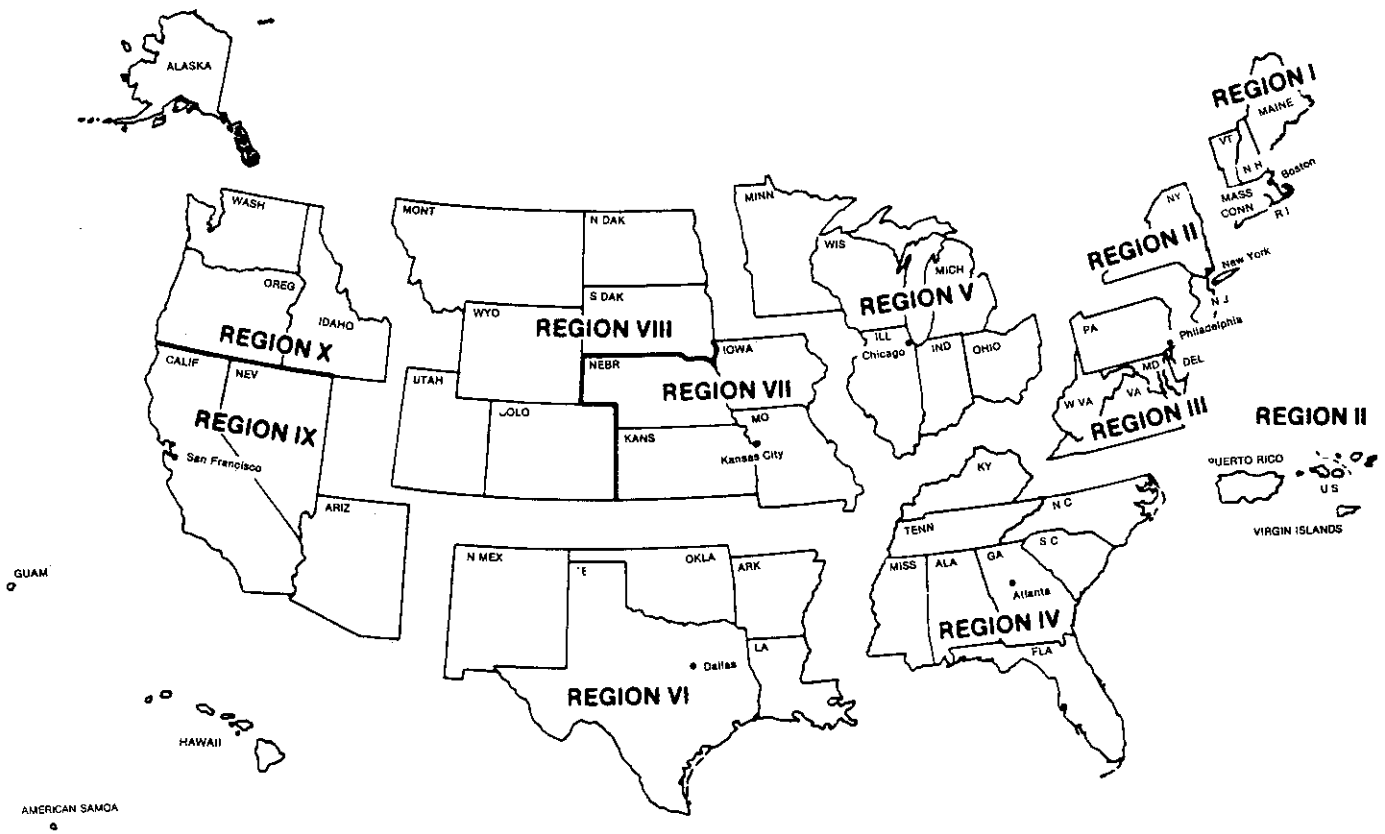 ALASKA
REGION I
MAINE
VT
N H
Boston
MASS
CONN
R I
WASH
MONT
N DAK
MINN
WIS
MICH
NY
REGION II
New York
N J
OREG
IDAHO
REGION X
WYO
S DAK
REGION VIII
REGION V
ILL
Chicago
IND
OHIO
PA
Philadelphia
DEL
MD
W VA
VA
REGION III
CALIF
NEV
REGION IX
San Francisco
UTAH
NEBR
IOWA
REGION VII
KANS
MO
Kansas City
REGION II
U S
VIRGIN ISLANDS
KY
TENN
N C
S C
ARIZ
N MEX
OKLA
ARK
MISS
ALA
GA
Atlanta
REGION IV
FLA
LA
Dallas
REGION VI
GUAM
HAWAII
AMERICAN SAMOA
RICO